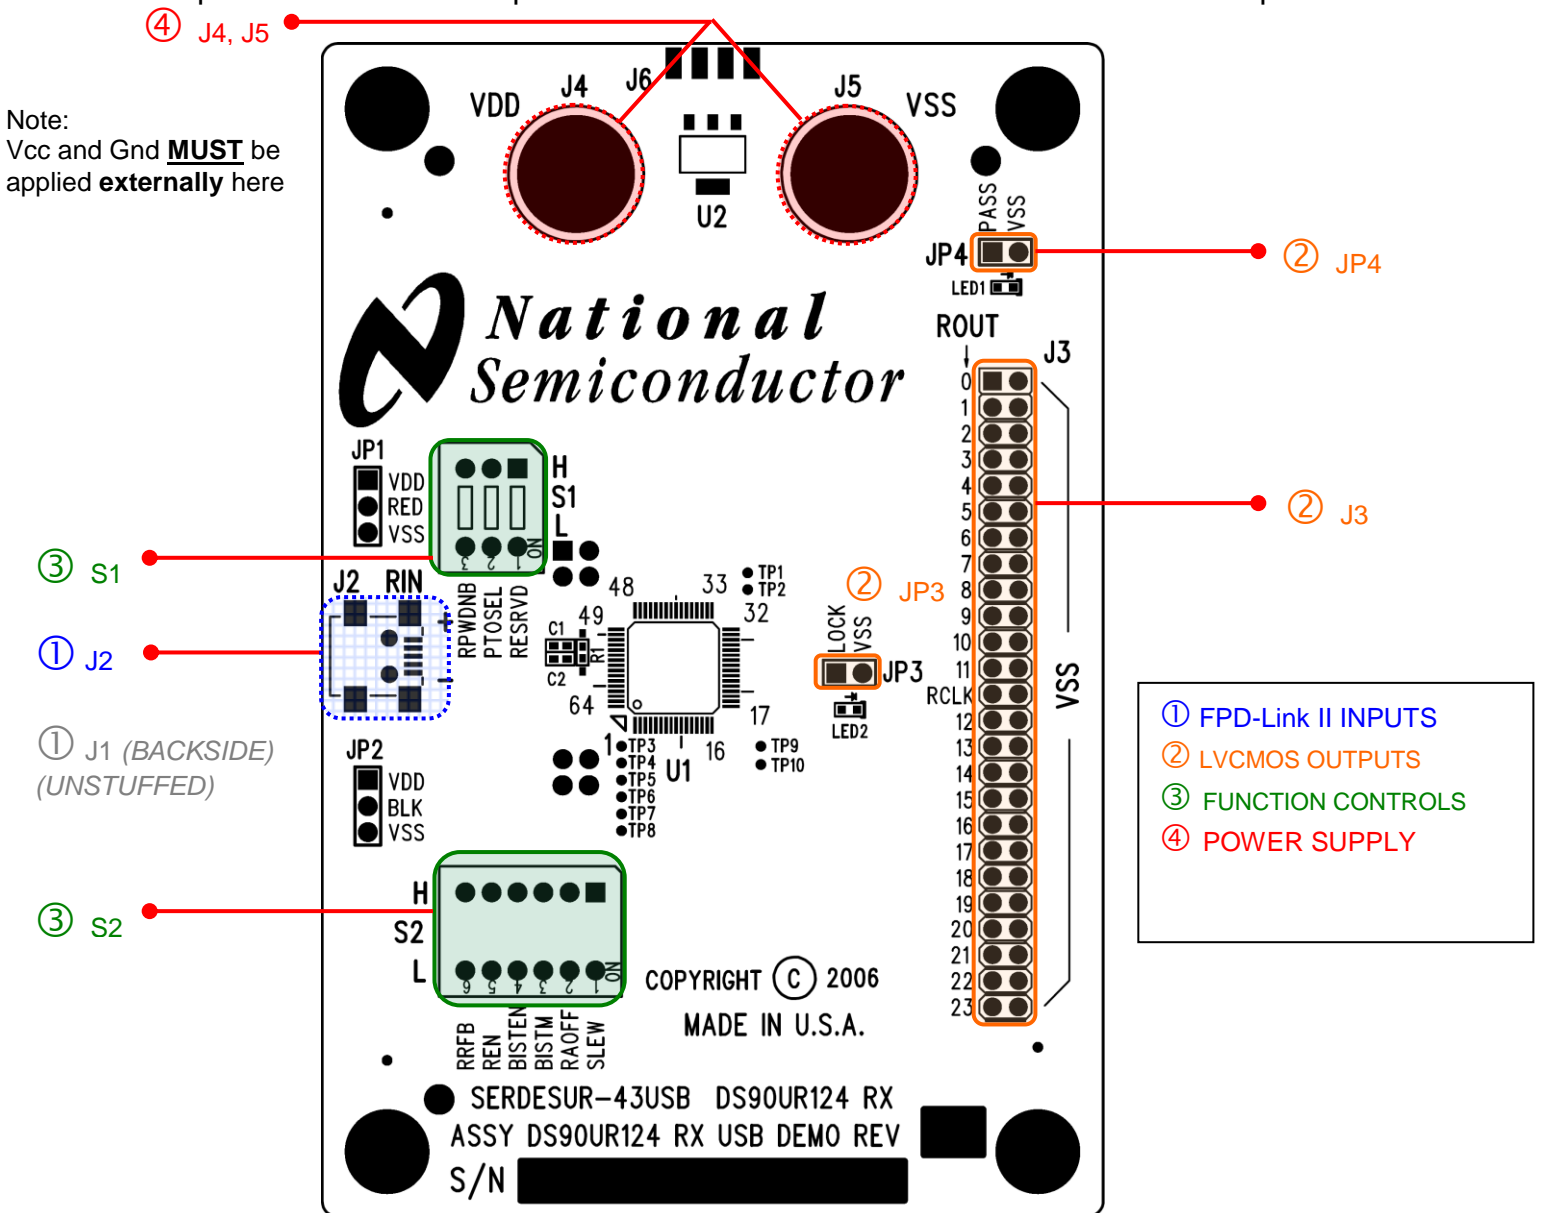 ④ J4, J5
Note:
Vcc and Gnd MUST be
applied externally here
J6
J4
J5
VDD
VSS
U2
PASS
VSS
JP4
LED1
② JP4
National
Semiconductor
ROUT
J3
0
1
2
3
4
5
6
7
8
9
10
11
RCLK
12
13
14
15
16
17
18
19
20
21
22
23
VSS
② J3
JP1
VDD
RED
VSS
H
S1
L
3 2 1 ON
RPWDNB
PTOSEL
RESRVD
③ S1
J2 RIN
+
-
① J2
① J1 (BACKSIDE)
(UNSTUFFED)
48
33
49
32
64
17
1
16
C1
C2
R1
U1
TP1
TP2
TP3
TP4
TP5
TP6
TP7
TP8
TP9
TP10
② JP3
LOCK
VSS
JP3
LED2
JP2
VDD
BLK
VSS
① FPD-Link II INPUTS
② LVCMOS OUTPUTS
③ FUNCTION CONTROLS
④ POWER SUPPLY
H
S2
L
6 5 4 3 2 1 ON
RRFB
REN
BISTEN
BISTM
RAOFF
SLEW
③ S2
COPYRIGHT © 2006
MADE IN U.S.A.
SERDESUR-43USB DS90UR124 RX
ASSY DS90UR124 RX USB DEMO REV
S/N